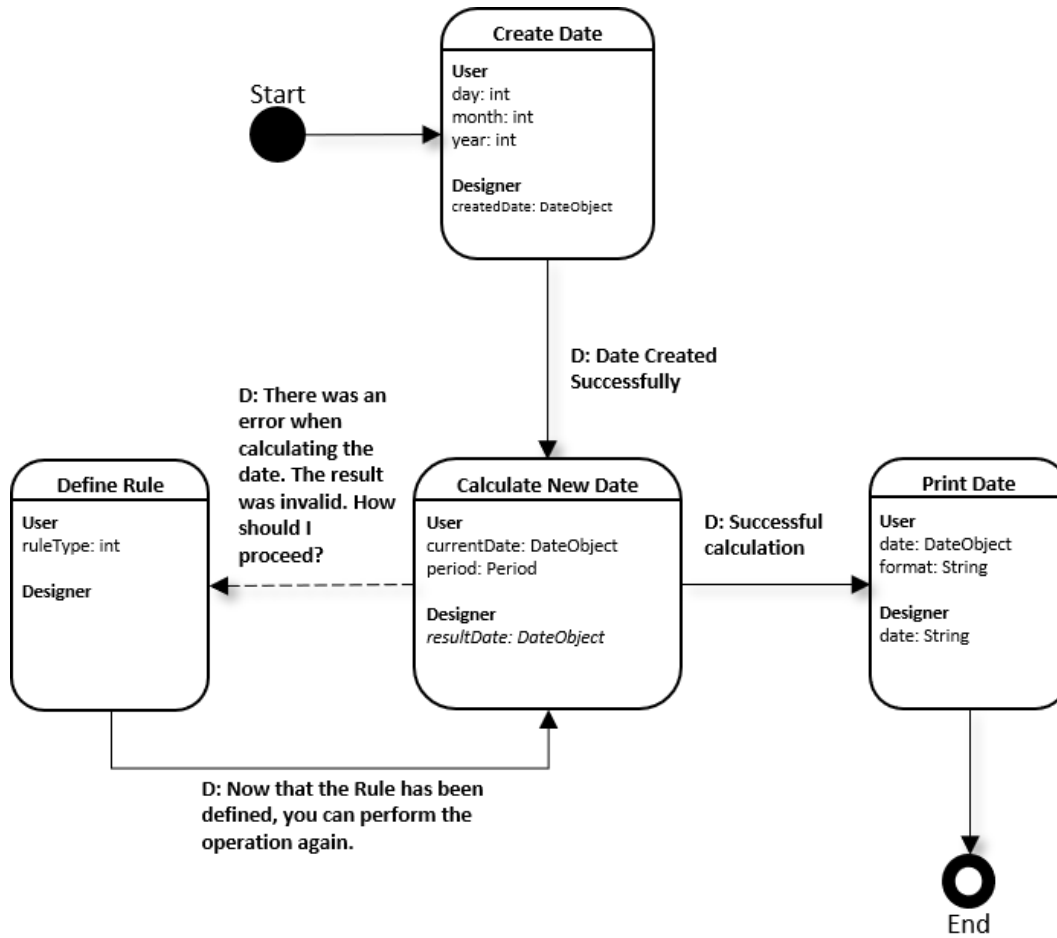 Create Date
User
day: int
month: int
year: int
Designer
createdDate: DateObject
Start
D: Date Created
Successfully
D: There was an
error when
calculating the
date. The result
was invalid. How
should I
proceed?
Define Rule
User
ruleType: int
Designer
Calculate New Date
User
currentDate: DateObject
period: Period
Designer
resultDate: DateObject
D: Successful
calculation
Print Date
User
date: DateObject
format: String
Designer
date: String
D: Now that the Rule has been
defined, you can perform the
operation again.
End